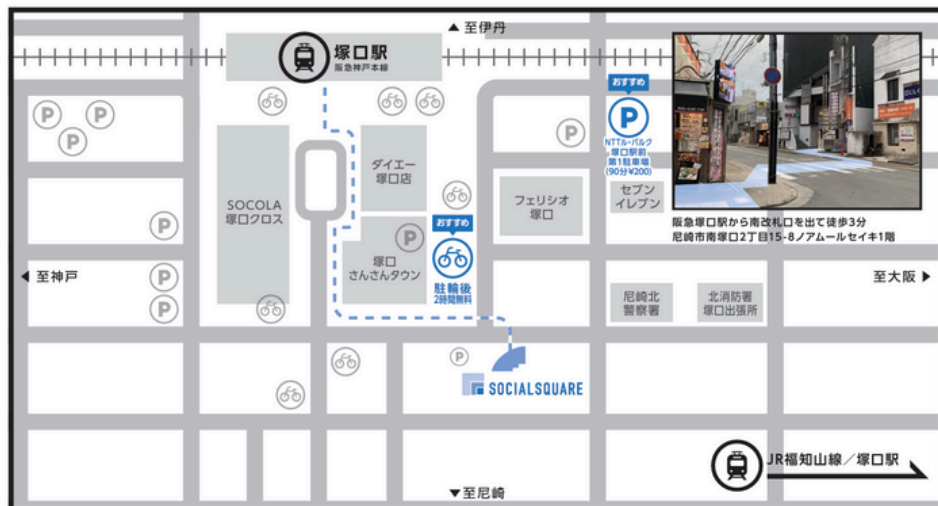 ▲ 至伊丹
塚口駅
阪急神戸本線
おすすめ
P
NTTル・パルク
塚口駅前
第1駐車場
(90分¥200)
P
P
P
P
ダイエー
塚口店
SOCOLA
塚口クロス
フェリシオ
塚口
セブン
イレブン
阪急塚口駅から南改札口を出て徒歩3分
尼崎市南塚口2丁目15-8ノアムールセイキ1階
P
おすすめ
P
塚口
さんさんタウン
駐輪後
2時間無料
◀ 至神戸
至大阪 ▶
P
P
尼崎北
警察署
北消防署
塚口出張所
P
SOCIALSQUARE
JR福知山線／塚口駅
▼至尼崎